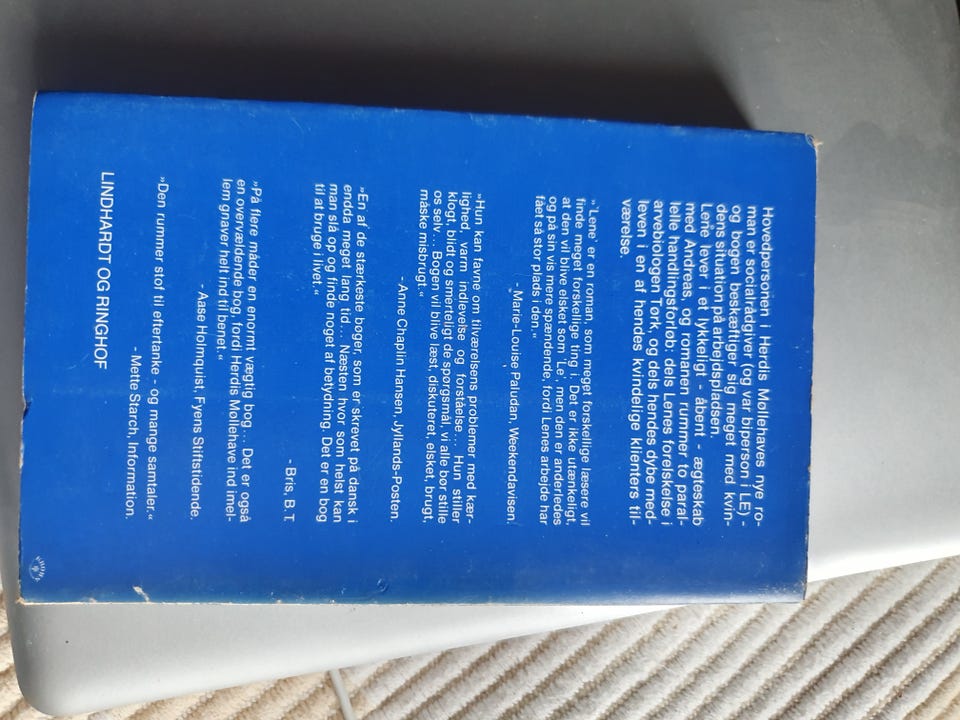 Hovedpersonen i Herdis Møllehaves nye ro-
man er socialrådgiver (og var biperson i LE) -
og bogen beskæftiger sig meget med kvin-
dens situation på arbejdspladsen.
Lene lever i et lykkeligt - åbent - ægteskab
med Andreas, og romanen rummer to paral-
lelle handlingsforløb: dels Lenes forelskelse i
arvebiologen Tørk, og dels hendes dybe med-
leven i en af hendes kvindelige klienters til-
værelse.
»'Lene' er en roman, som meget forskellige læsere vil
finde meget forskellige ting i. Det er ikke utænkeligt,
at den vil blive elsket som 'Le', men den er anderledes
og på sin vis mere spændende, fordi Lenes arbejde har
fået så stor plads i den.«
- Marie-Louise Paludan, Weekendavisen.
»Hun kan favne om tilværelsens problemer med kær-
lighed, varm indlevelse og forståelse... Hun stiller
klogt, blidt og smerteligt de spørgsmål, vi alle bør stille
os selv... Bogen vil blive læst, diskuteret, elsket, brugt,
måske misbrugt.«
- Anne Chaplin Hansen, Jyllands-Posten.
»En af de stærkeste bøger, som er skrevet på dansk i
endda meget lang tid... Næsten hvor som helst kan
man slå op og finde noget af betydning. Det er en bog
til at bruge i livet.«
- Bris, B.T.
»På flere måder en enormt vægtig bog... Det er også
en overvældende bog, fordi Herdis Møllehave ind imel-
lem gnaver helt ind til benet.«
- Aase Holmquist, Fyens Stiftstidende.
»Den rummer stof til eftertanke - og mange samtaler.«
- Mette Starch, Information.
LINDHARDT OG RINGHOF